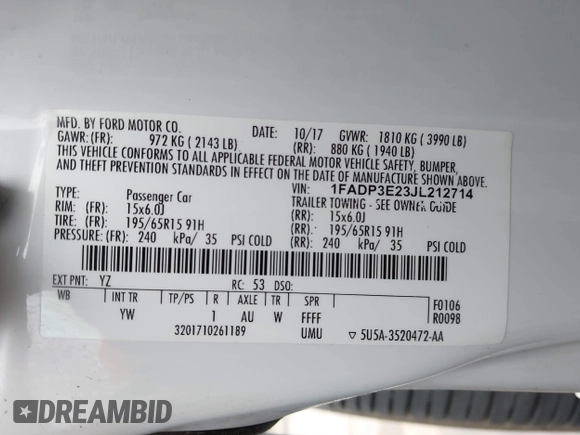 MFD. BY FORD MOTOR CO. DATE: 10/17 GVWR: 1810 KG ( 3990 LB)
GAWR: (FR): 972 KG ( 2143 LB) (RR): 880 KG ( 1940 LB)
THIS VEHICLE CONFORMS TO ALL APPLICABLE FEDERAL MOTOR VEHICLE SAFETY, BUMPER,
AND THEFT PREVENTION STANDARDS IN EFFECT ON THE DATE OF MANUFACTURE SHOWN ABOVE.
VIN: 1FADP3E23JL212714
TYPE: Passenger Car TRAILER TOWING - SEE OWNER GUIDE
RIM: (FR) 15x6.0J (RR): 15x6.0J
TIRE: (FR) 195/65R15 91H (RR): 195/65R15 91H
PRESSURE: (FR) 240 kPa/ 35 PSI COLD (RR): 240 kPa/ 35 PSI COLD
EXT PNT: YZ RC: 53 DSO:
WB INT TR TP/PS R AXLE TR SPR F0106
YW 1 AU W FFFF R0098
3201710261189 UMU ▽ 5U5A-3520472-AA
DREAMBID